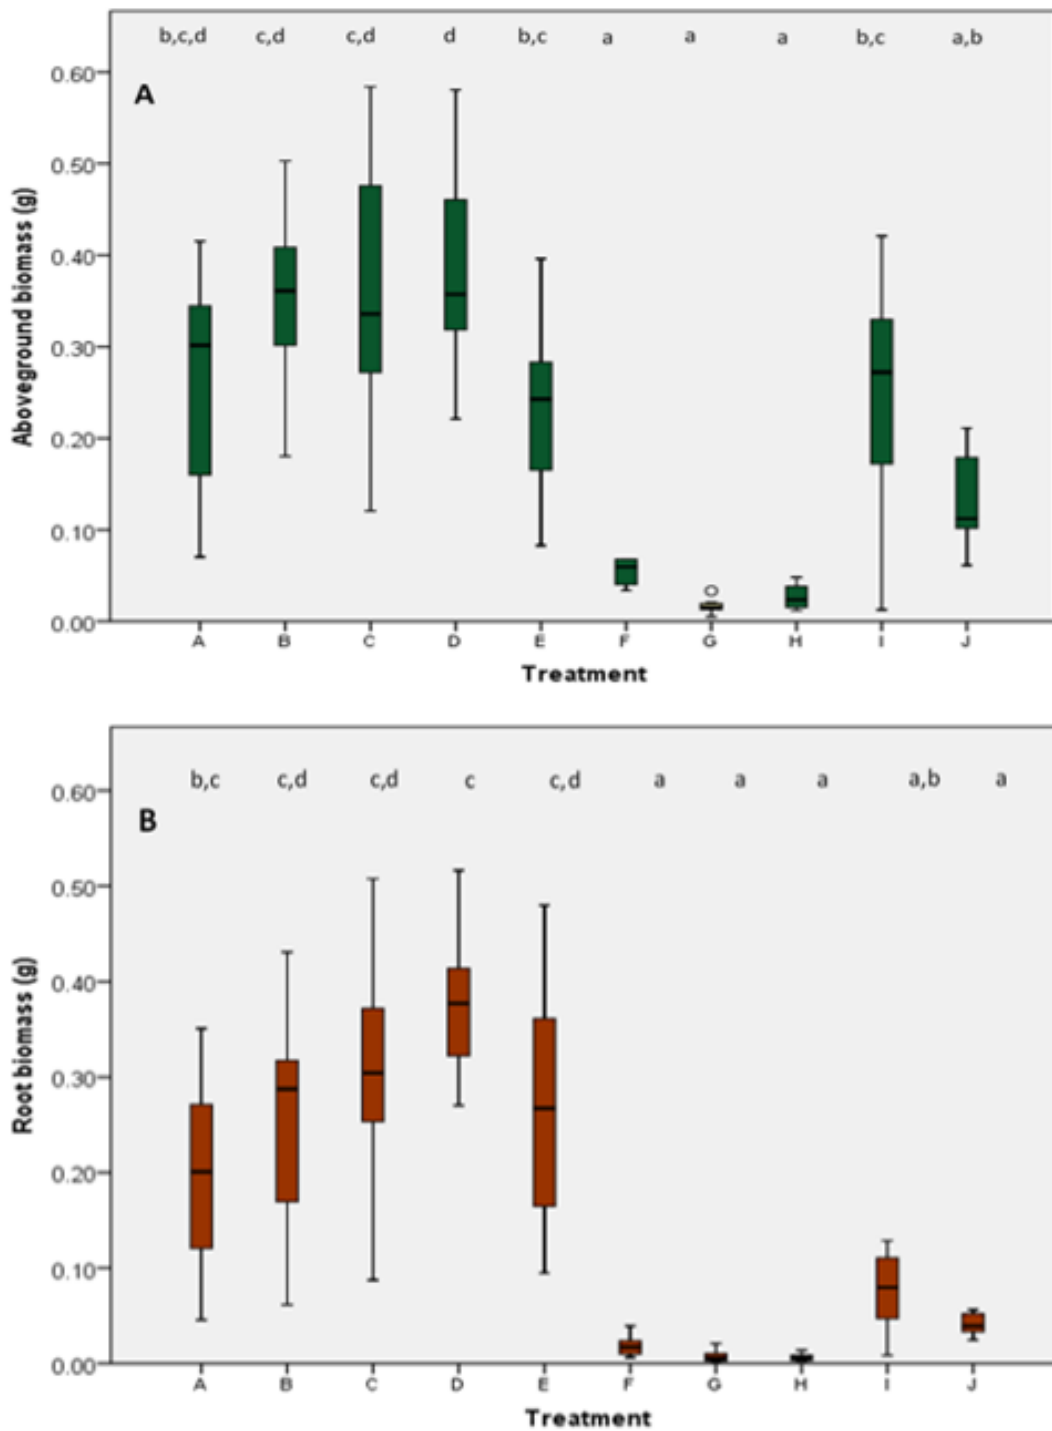 b,c,d c,d c,d d b,c a a a b,c a,b
0.60
A
0.50
0.40
0.30
0.20
0.10
0.00
Aboveground biomass (g)
A B C D E F G H I J
Treatment
b,c c,d c,d c c,d a a a a,b a
0.60
B
0.50
0.40
0.30
0.20
0.10
0.00
Root biomass (g)
A B C D E F G H I J
Treatment